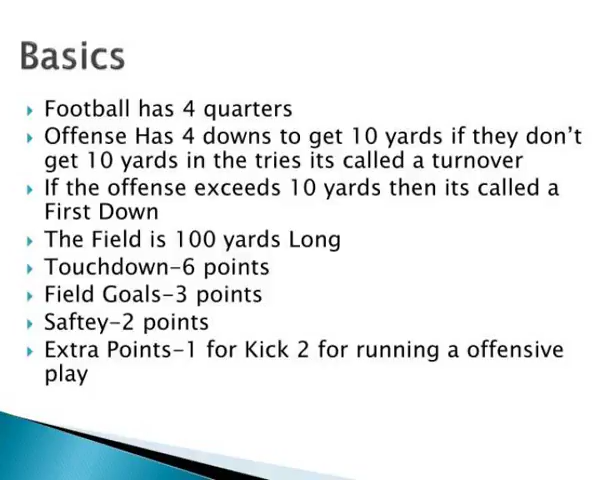 Basics
Football has 4 quarters
Offense Has 4 downs to get 10 yards if they don't
get 10 yards in the tries its called a turnover
If the offense exceeds 10 yards then its called a
First Down
The Field is 100 yards Long
Touchdown-6 points
Field Goals-3 points
Saftey-2 points
Extra Points-1 for Kick 2 for running a offensive
play